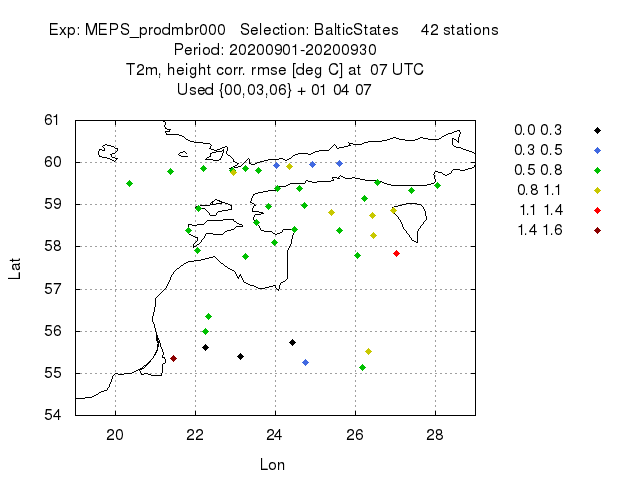 Exp: MEPS_prodmbr000 Selection: BalticStates 42 stations
Period: 20200901-20200930
T2m, height corr. rmse [deg C] at 07 UTC
Used {00,03,06} + 01 04 07
61
60
59
58
57
56
55
54
Lat
20 22 24 26 28
Lon
0.0 0.3
0.3 0.5
0.5 0.8
0.8 1.1
1.1 1.4
1.4 1.6